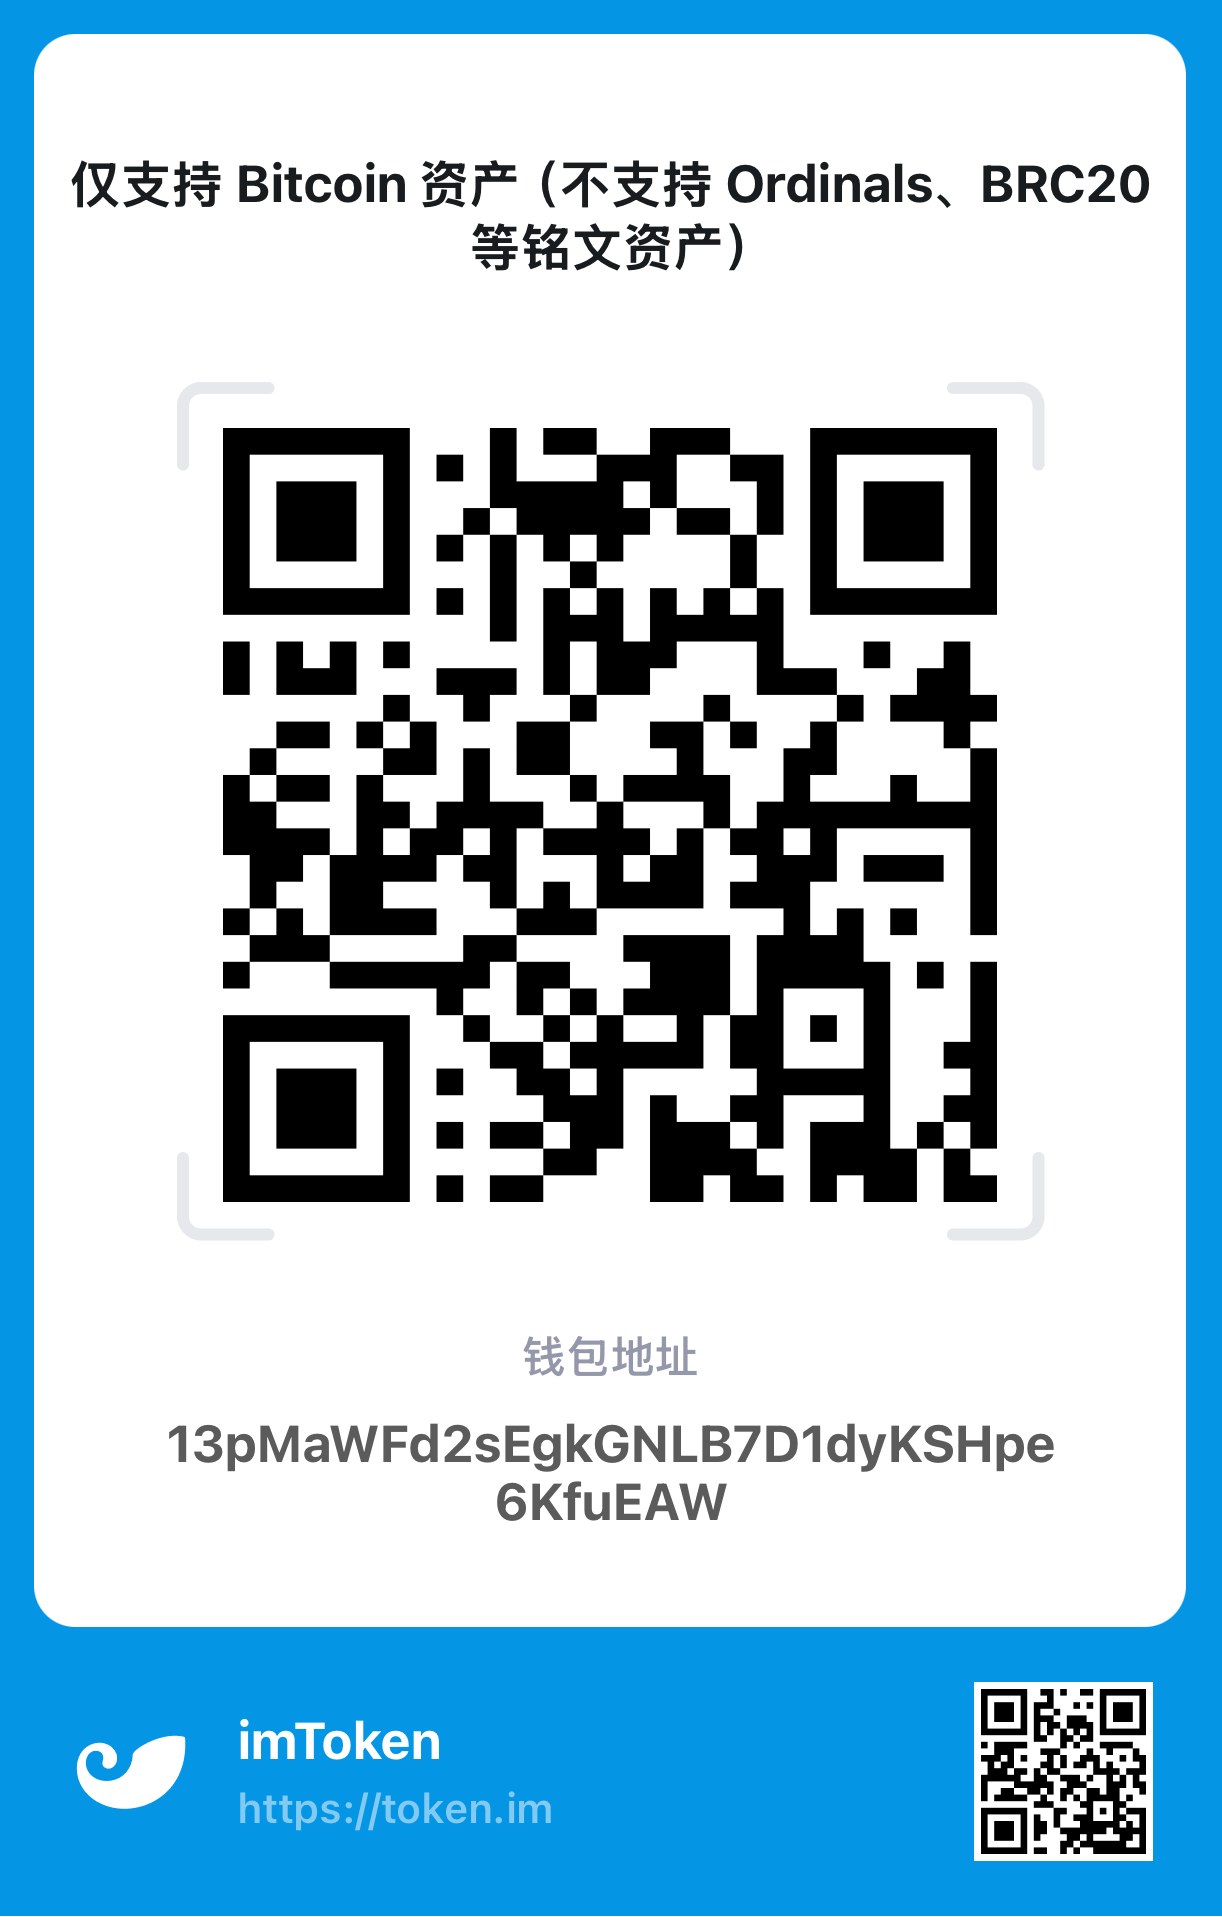 仅支持 Bitcoin 资产（不支持 Ordinals、BRC20
等铭文资产）
钱包地址
13pMaWFd2sEgkGNLB7D1dyKSHpe
6KfuEAW
imToken
https://token.im